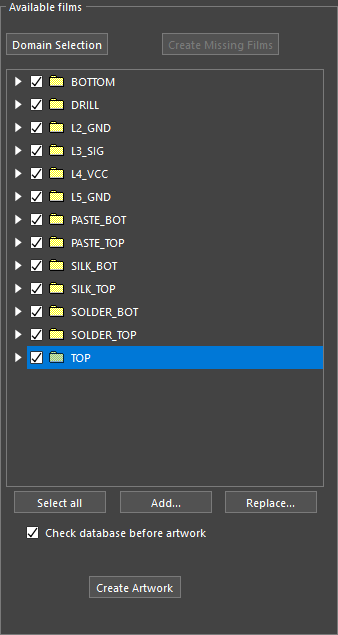 Available films
Domain Selection
Create Missing Films
BOTTOM
DRILL
L2_GND
L3_SIG
L4_VCC
L5_GND
PASTE_BOT
PASTE_TOP
SILK_BOT
SILK_TOP
SOLDER_BOT
SOLDER_TOP
TOP
Select all
Add...
Replace...
Check database before artwork
Create Artwork